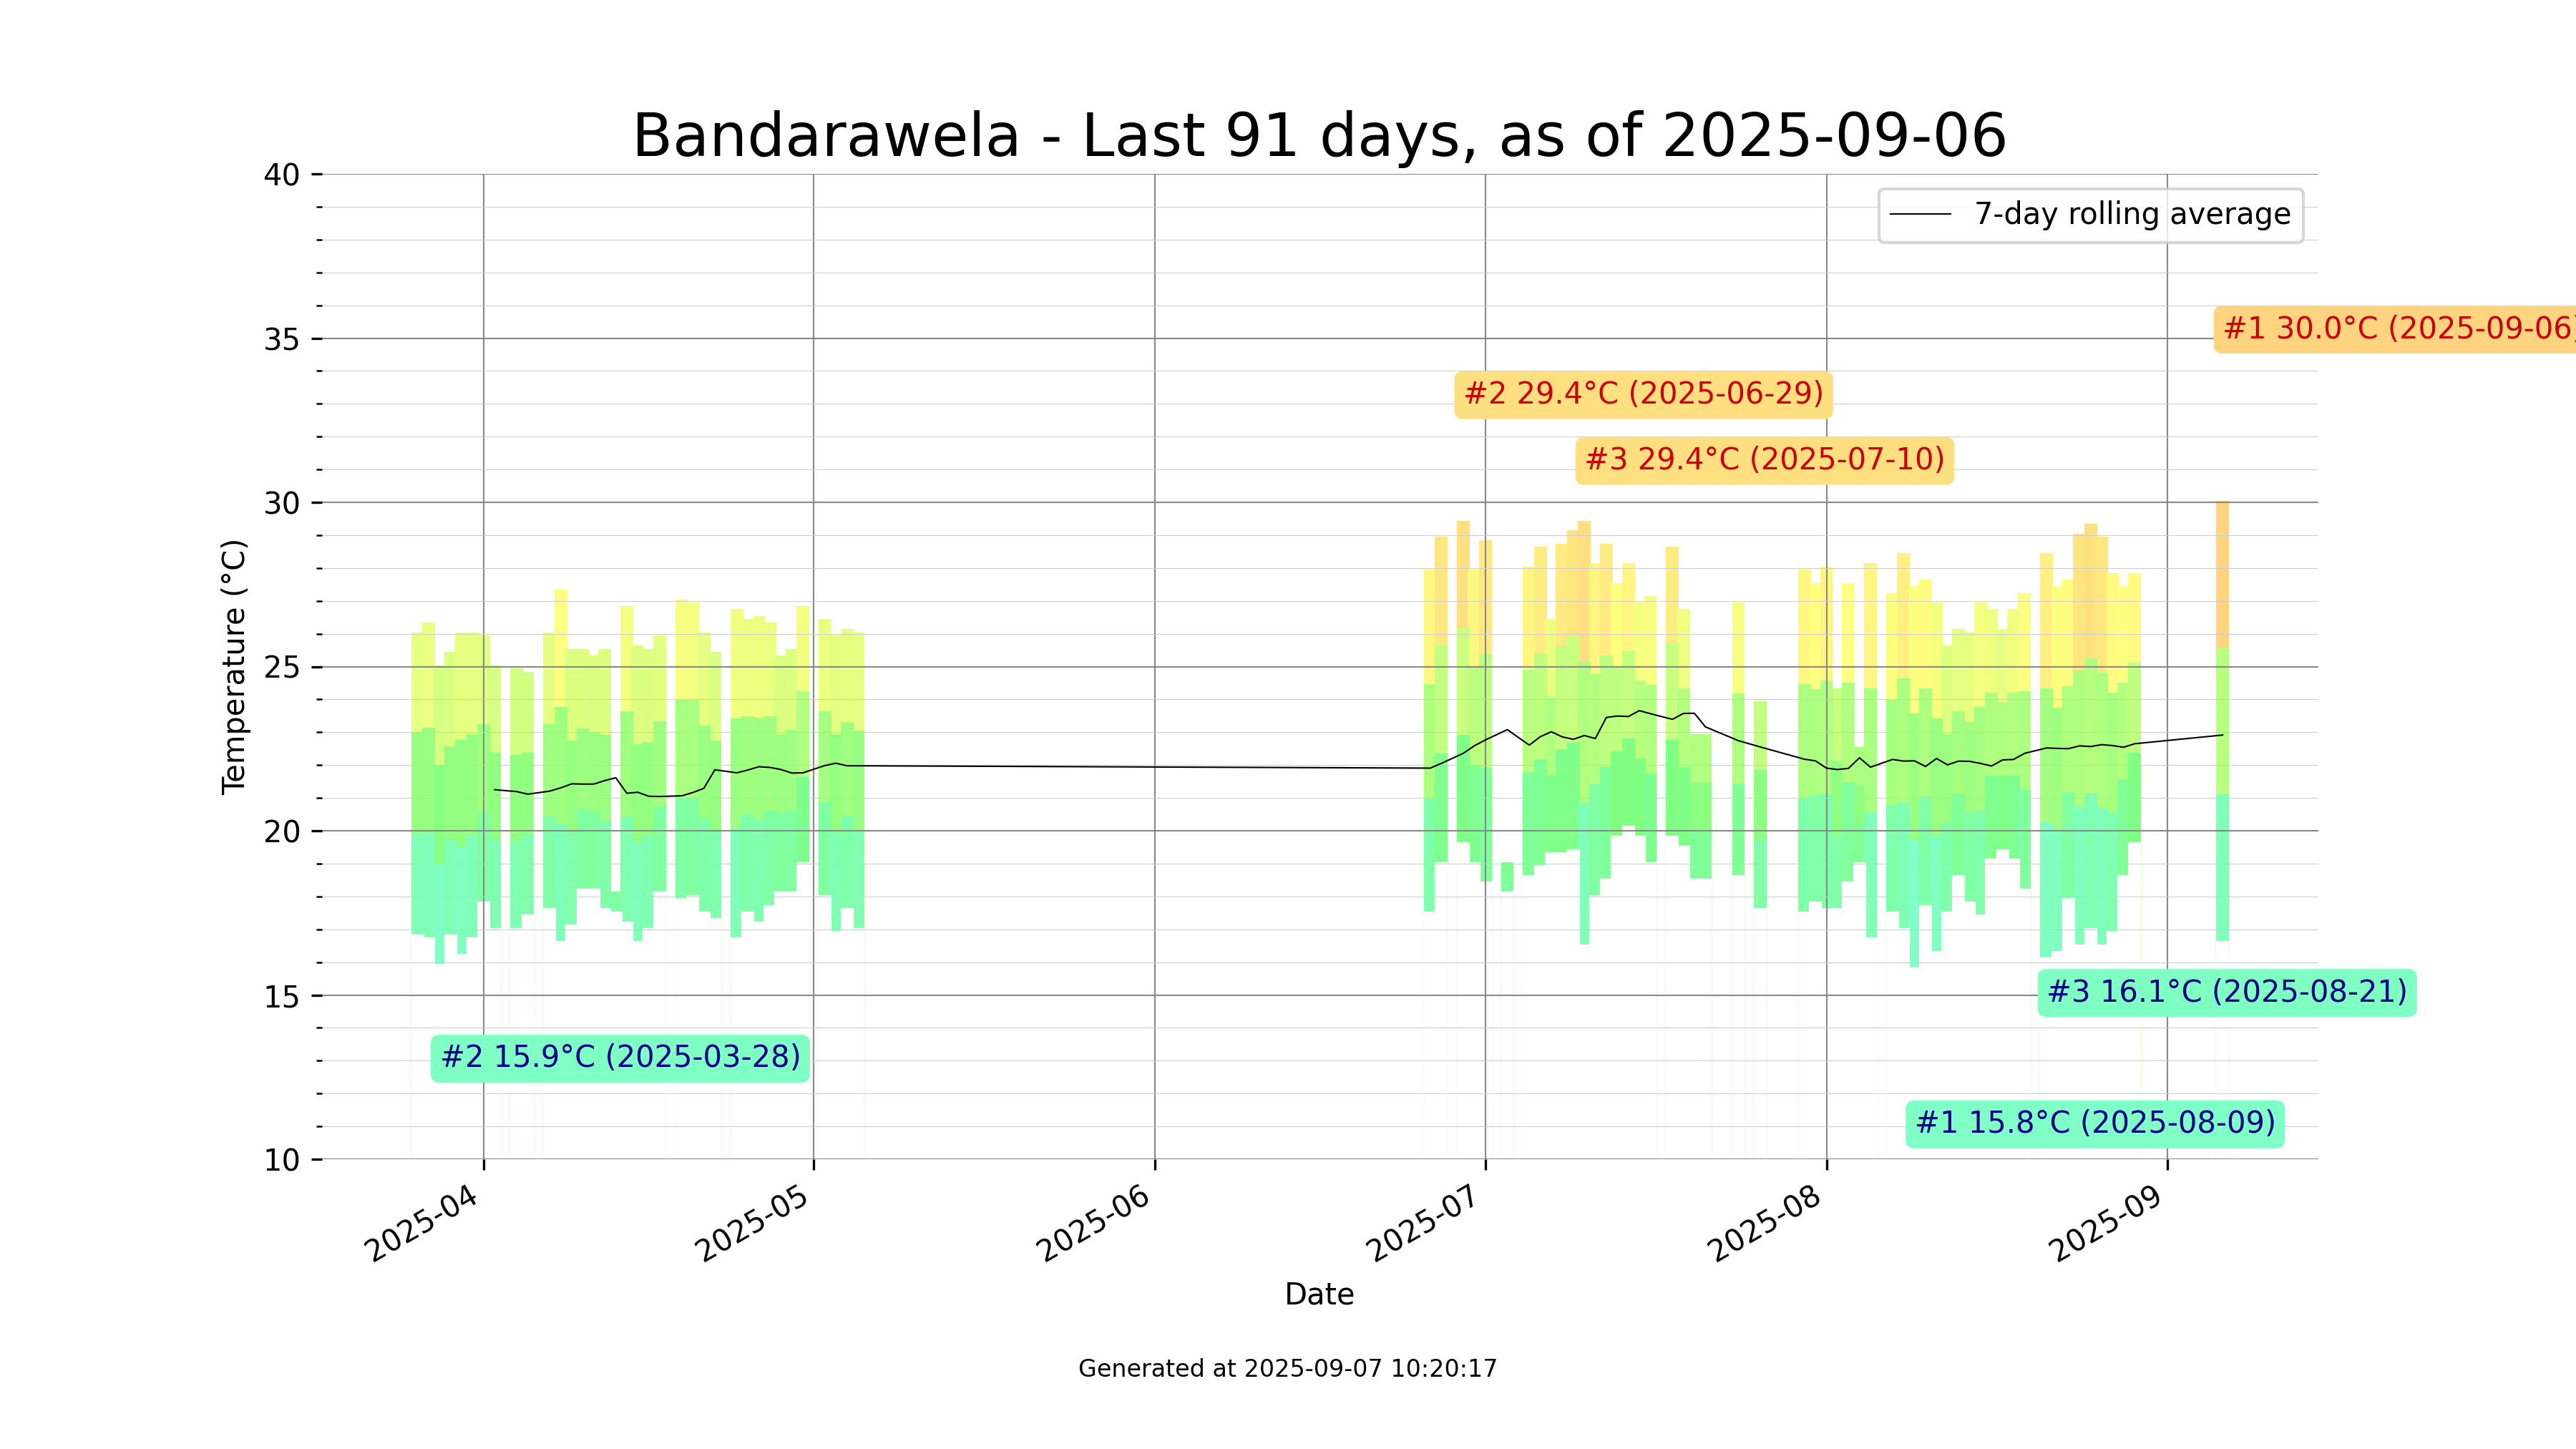 Bandarawela - Last 91 days, as of 2025-09-06
40
35
30
25
20
15
10
Temperature (°C)
7-day rolling average
#1 30.0°C (2025-09-06)
#2 29.4°C (2025-06-29)
#3 29.4°C (2025-07-10)
#3 16.1°C (2025-08-21)
#2 15.9°C (2025-03-28)
#1 15.8°C (2025-08-09)
2025-04
2025-05
2025-06
2025-07
2025-08
2025-09
Date
Generated at 2025-09-07 10:20:17